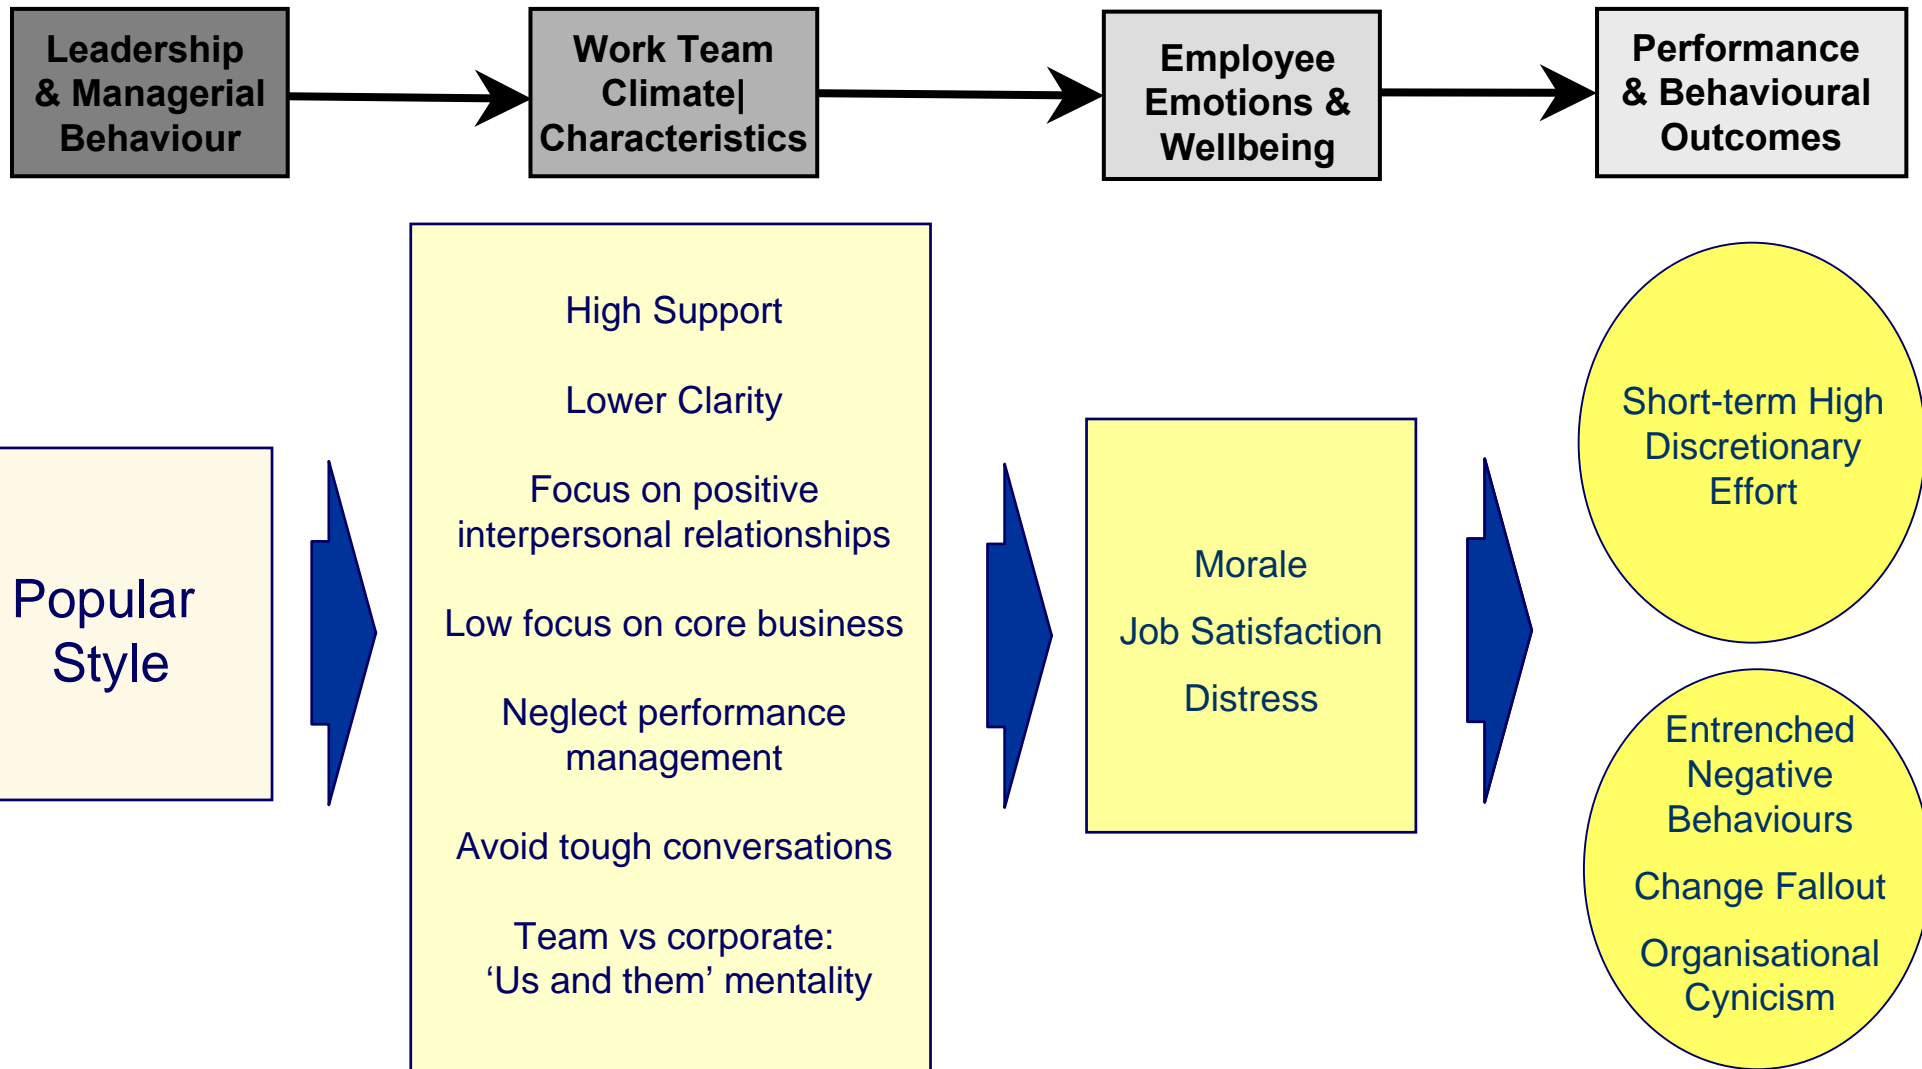 Leadership
& Managerial
Behaviour
Work Team
Climate|
Characteristics
Employee
Emotions &
Wellbeing
Performance
& Behavioural
Outcomes
Popular
Style
High Support
Lower Clarity
Focus on positive
interpersonal relationships
Low focus on core business
Neglect performance
management
Avoid tough conversations
Team vs corporate:
‘Us and them’ mentality
Morale
Job Satisfaction
Distress
Short-term High
Discretionary
Effort
Entrenched
Negative
Behaviours
Change Fallout
Organisational
Cynicism